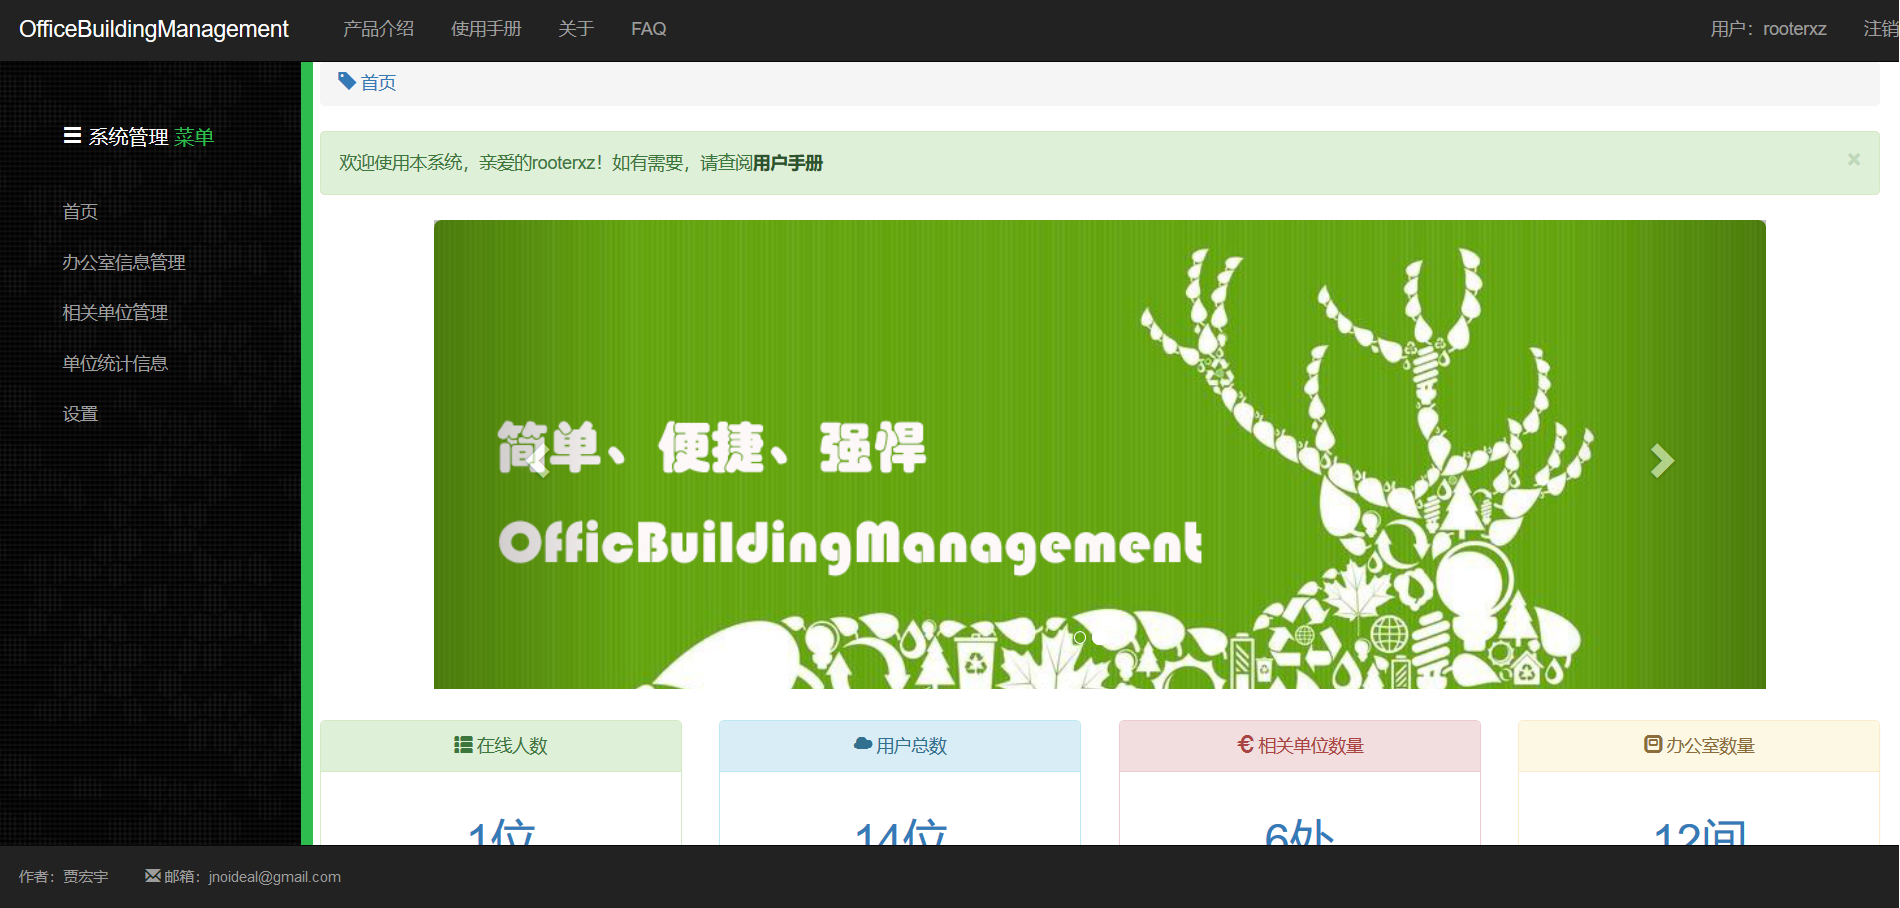 OfficeBuildingManagement 产品介绍 使用手册 关于 FAQ 用户：rooterxz 注销
首页
系统管理 菜单
首页
办公室信息管理
相关单位管理
单位统计信息
设置
欢迎使用本系统，亲爱的rooterxz！如有需要，请查阅用户手册 ×
简单、便捷、强悍
OfficBuildingManagement
在线人数
1位
用户总数
14位
相关单位数量
6处
办公室数量
12间
作者：贾宏宇 邮箱：jnoideal@gmail.com